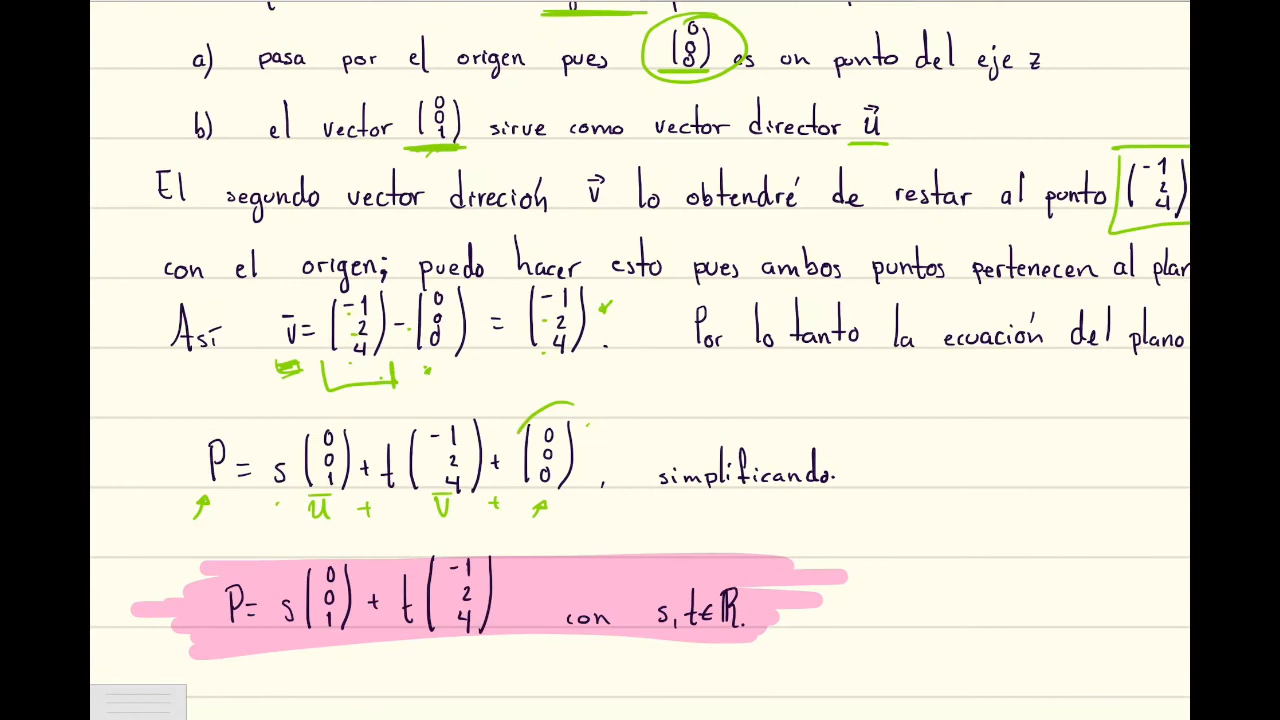 a) pasa por el origen pues (0 0 0) es un punto del eje z
b) el vector (0 0 1) sirve como vector director u⃗
El segundo vector direcioń v⃗ lo obtendré de restar al punto (-1 2 4)
con el origen; puedo hacer esto pues ambos puntos pertenecen al plan
Así v̄ = (-1 2 4) - (0 0 0) = (-1 2 4). Por lo tanto la ecuación del plano
P = s (0 0 1) + t (-1 2 4) + (0 0 0), simplificando.
ū + v̄ +
P = s (0 0 1) + t (-1 2 4) con s, t ∈ ℝ.